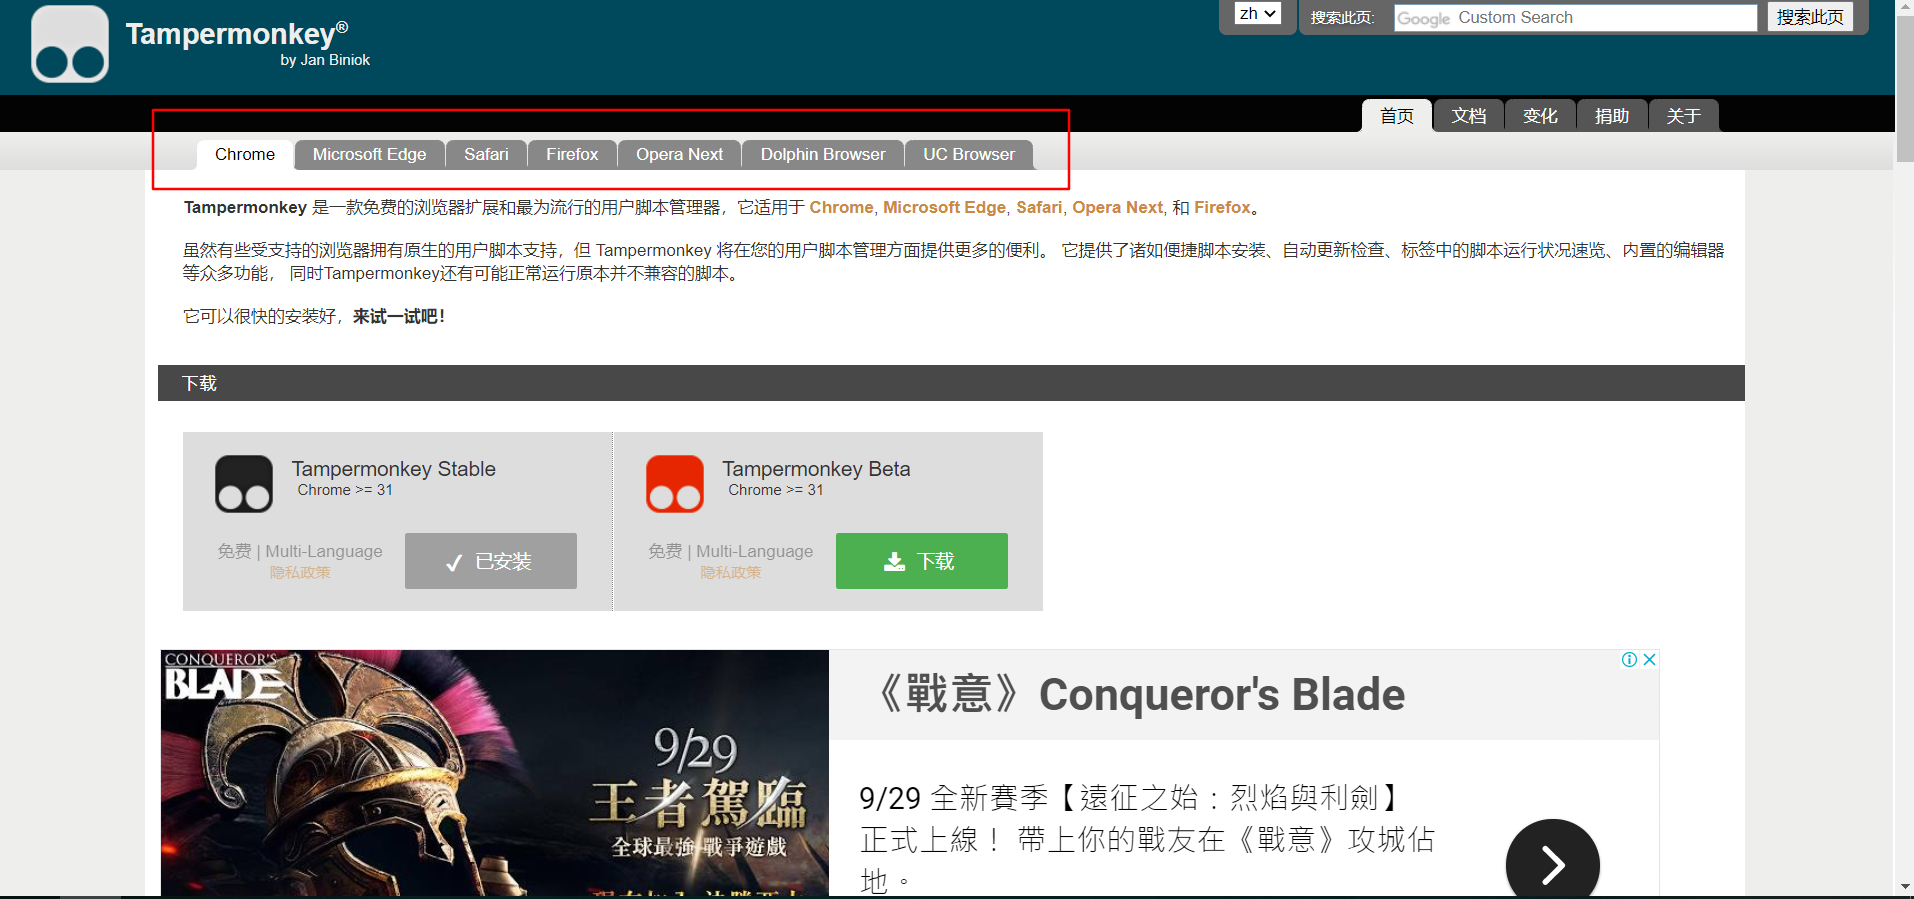 Tampermonkey®
by Jan Biniok
zh
搜索此页:
Google Custom Search
搜索此页
首页
文档
变化
捐助
关于
Chrome
Microsoft Edge
Safari
Firefox
Opera Next
Dolphin Browser
UC Browser
Tampermonkey 是一款免费的浏览器扩展和最为流行的用户脚本管理器，它适用于 Chrome, Microsoft Edge, Safari, Opera Next, 和 Firefox。
虽然有些受支持的浏览器拥有原生的用户脚本支持，但 Tampermonkey 将在您的用户脚本管理方面提供更多的便利。 它提供了诸如便捷脚本安装、自动更新检查、标签中的脚本运行状况速览、内置的编辑器
等众多功能， 同时Tampermonkey还有可能正常运行原本并不兼容的脚本。
它可以很快的安装好，来试一试吧！
下载
Tampermonkey Stable
Chrome >= 31
免费 | Multi-Language
隐私政策
已安装
Tampermonkey Beta
Chrome >= 31
免费 | Multi-Language
隐私政策
下载
CONQUEROR'S
BLADE
9/29
王者駕臨
全球最強 戰爭遊戲
《戰意》Conqueror's Blade
9/29 全新賽季【遠征之始：烈焰與利劍】
正式上線！ 帶上你的戰友在《戰意》攻城佔
地。